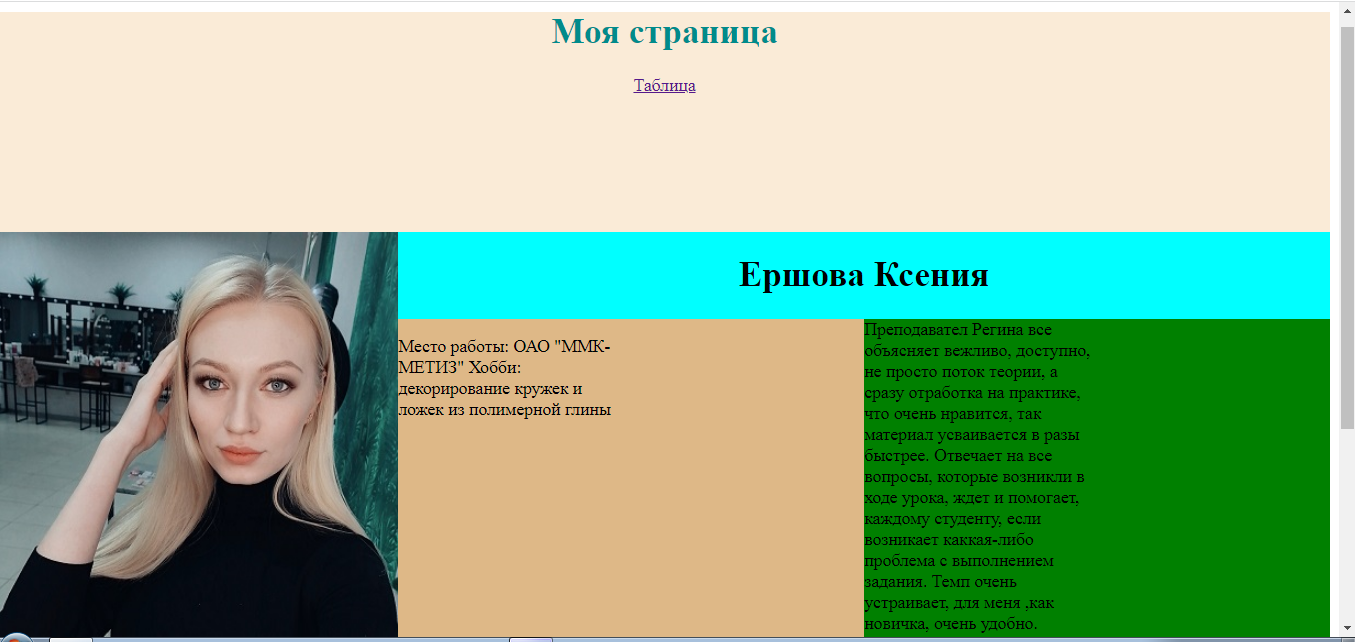 Моя страница
Таблица
Ершова Ксения
Место работы: ОАО "ММК-
МЕТИЗ" Хобби:
декорирование кружек и
ложек из полимерной глины
Преподавател Регина все
объясняет вежливо, доступно,
не просто поток теории, а
сразу отработка на практике,
что очень нравится, так
материал усваивается в разы
быстрее. Отвечает на все
вопросы, которые возникли в
ходе урока, ждет и помогает,
каждому студенту, если
возникает каккая-либо
проблема с выполнением
задания. Темп очень
устраивает, для меня ,как
новичка, очень удобно.